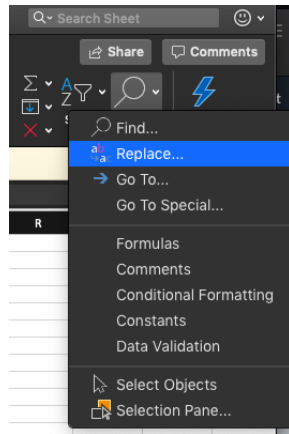 Search Sheet
Share
Comments
Find...
Replace...
Go To...
Go To Special...
R
Formulas
Comments
Conditional Formatting
Constants
Data Validation
Select Objects
Selection Pane...